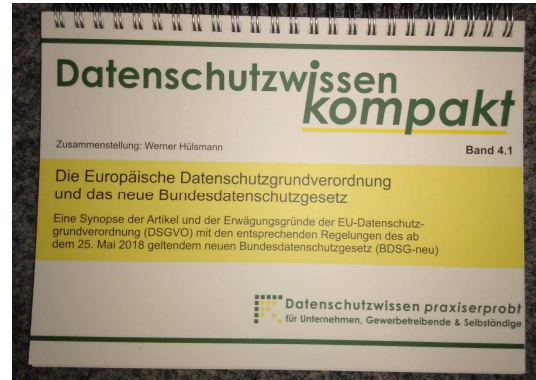 Datenschutzwissen
kompakt
Zusammenstellung: Werner Hülsmann
Band 4.1
Die Europäische Datenschutzgrundverordnung
und das neue Bundesdatenschutzgesetz
Eine Synopse der Artikel und der Erwägungsgründe der EU-Datenschutz-
grundverordnung (DSGVO) mit den entsprechenden Regelungen des ab
dem 25. Mai 2018 geltendem neuen Bundesdatenschutzgesetz (BDSG-neu)
Datenschutzwissen praxiserprobt
für Unternehmen, Gewerbetreibende & Selbständige